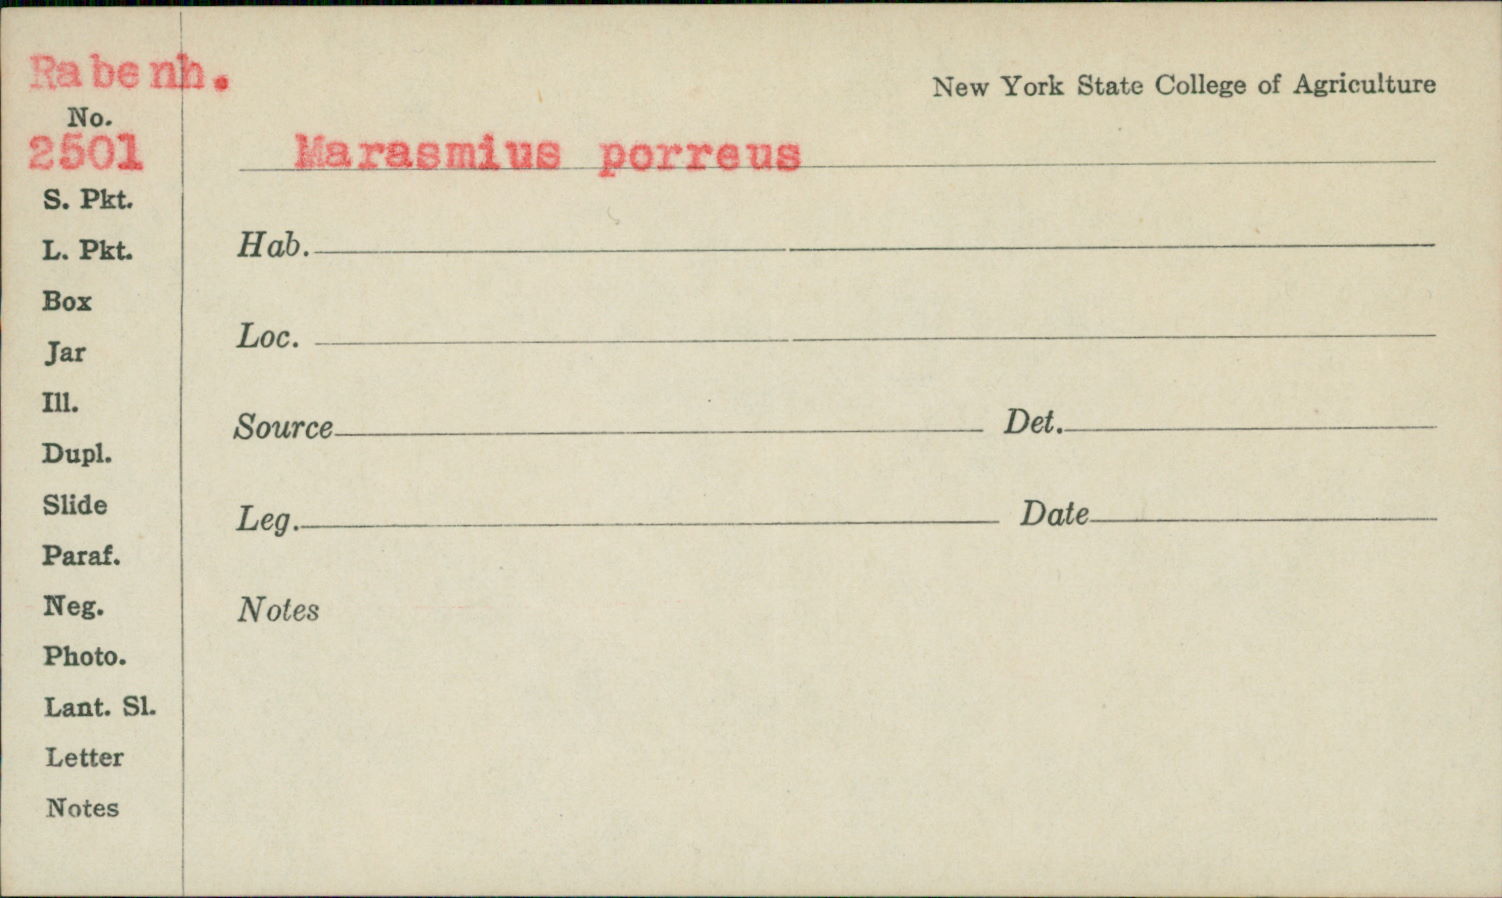 Rabenh.
New York State College of Agriculture
No.
2501
Marasmius porreus
S. Pkt.
L. Pkt.
Box
Jar
Ill.
Dupl.
Slide
Paraf.
Neg.
Photo.
Lant. Sl.
Letter
Notes
Hab.
Loc.
Source Det.
Leg. Date
Notes